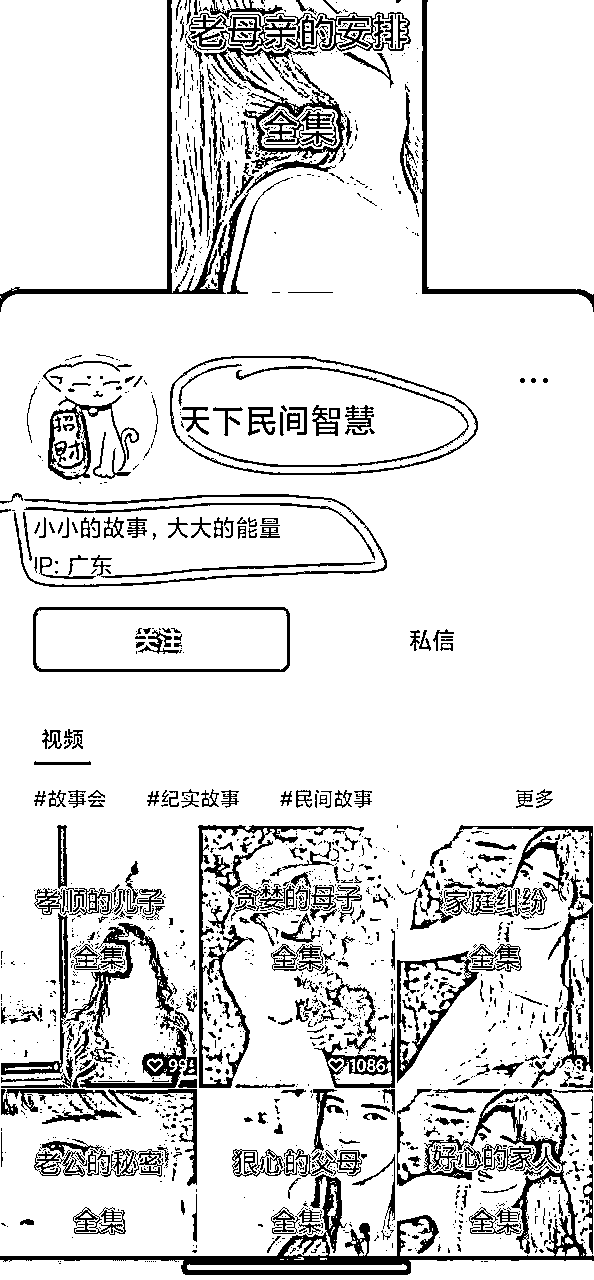 老母亲的安排
全集
招财
天下民间智慧
小小的故事，大大的能量
IP: 广东
关注
私信
视频
#故事会
#纪实故事
#民间故事
更多
孝顺的儿子
全集
贪婪的母子
全集
1086
家庭纠纷
全集
老公的秘密
全集
狠心的父母
全集
好心的家人
全集